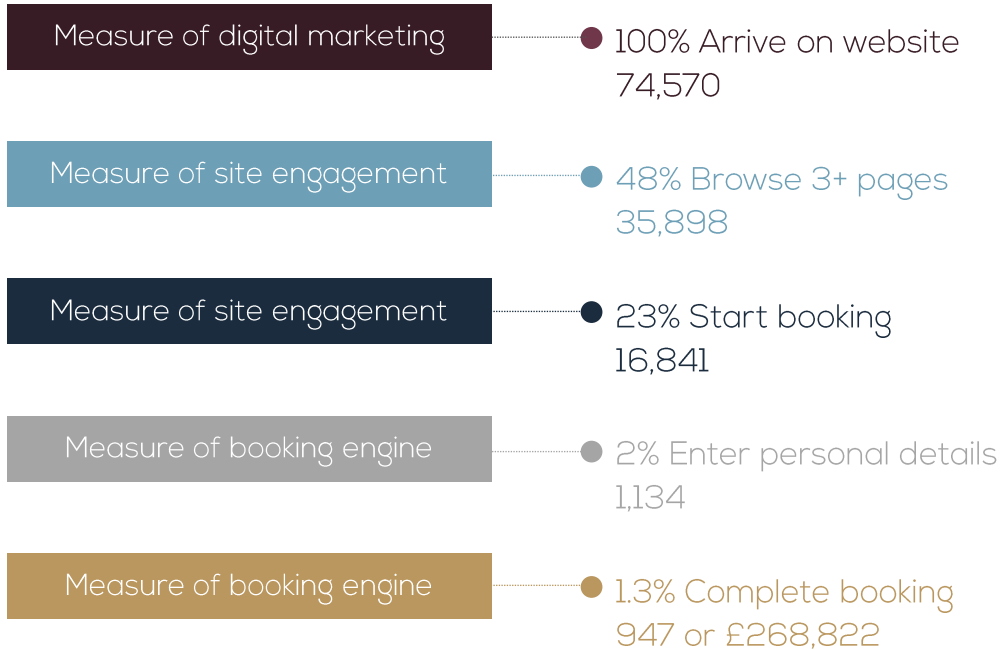 Measure of digital marketing
100% Arrive on website
74,570
Measure of site engagement
48% Browse 3+ pages
35,898
Measure of site engagement
23% Start booking
16,841
Measure of booking engine
2% Enter personal details
1,134
Measure of booking engine
1.3% Complete booking
947 or £268,822